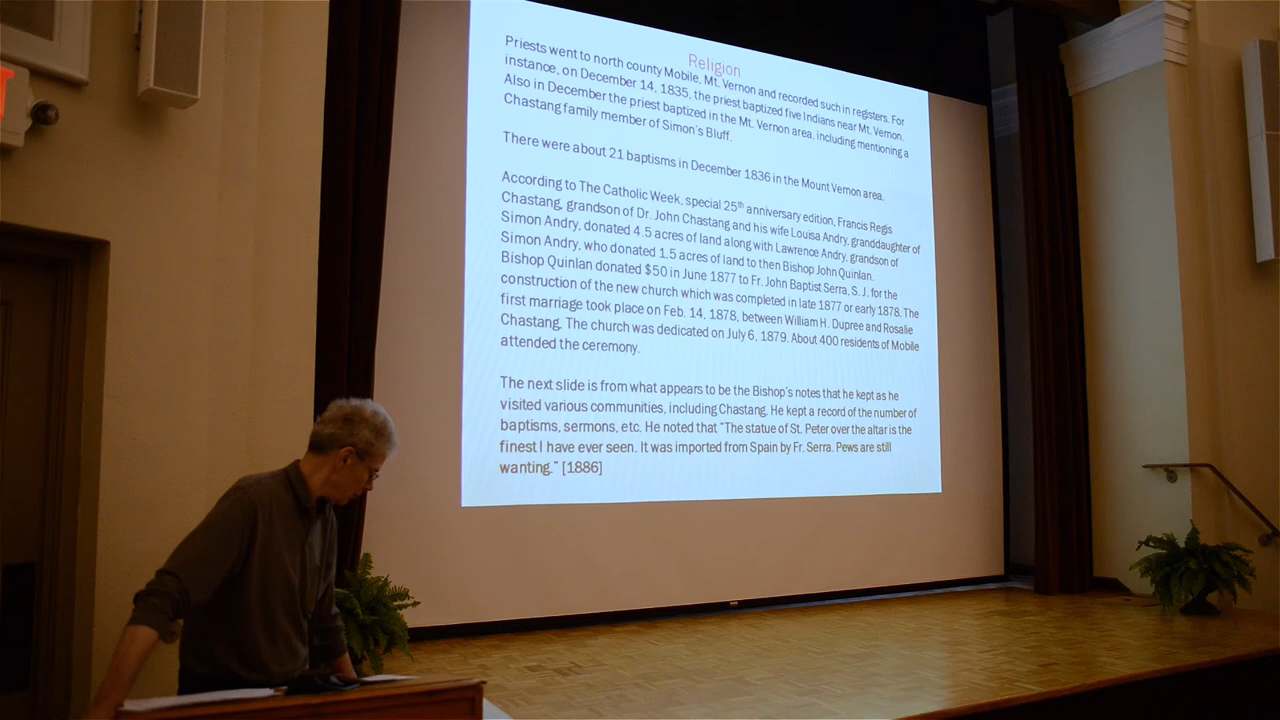 Religion
Priests went to north county Mobile, Mt. Vernon and recorded such in registers. For
instance, on December 14, 1835, the priest baptized five Indians near Mt. Vernon.
Also in December the priest baptized in the Mt. Vernon area, including mentioning a
Chastang family member of Simon's Bluff.
There were about 21 baptisms in December 1836 in the Mount Vernon area.
According to The Catholic Week, special 25th anniversary edition, Francis Regis
Chastang, grandson of Dr. John Chastang and his wife Louisa Andry, granddaughter of
Simon Andry, donated 4.5 acres of land along with Lawrence Andry, grandson of
Simon Andry, who donated 1.5 acres of land to then Bishop John Quinlan.
Bishop Quinlan donated $50 in June 1877 to Fr. John Baptist Serra, S. J. for the
construction of the new church which was completed in late 1877 or early 1878. The
first marriage took place on Feb. 14, 1878, between William H. Dupree and Rosalie
Chastang. The church was dedicated on July 6, 1879. About 400 residents of Mobile
attended the ceremony.
The next slide is from what appears to be the Bishop's notes that he kept as he
visited various communities, including Chastang. He kept a record of the number of
baptisms, sermons, etc. He noted that "The statue of St. Peter over the altar is the
finest I have ever seen. It was imported from Spain by Fr. Serra. Pews are still
wanting." [1886]